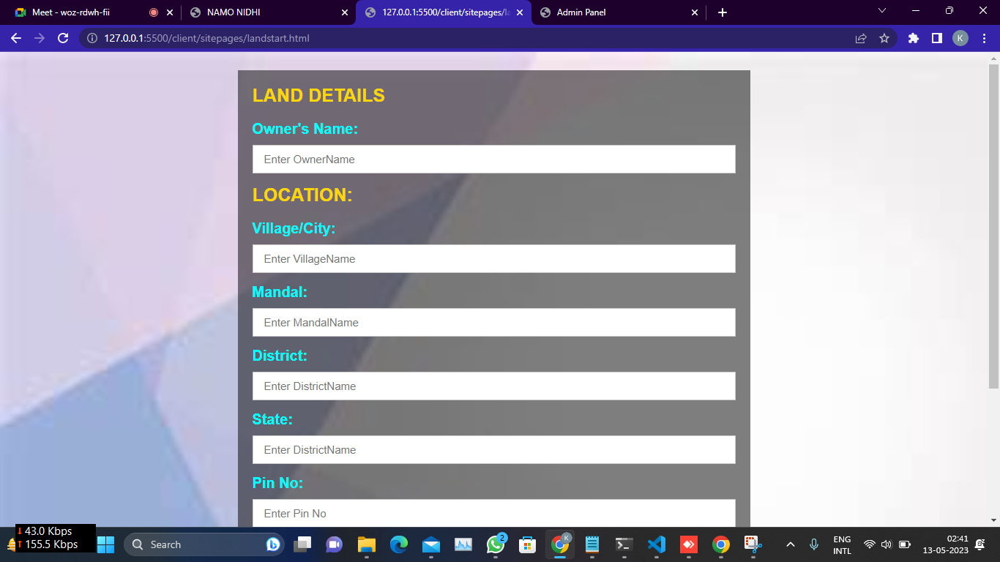 Meet - woz-rdwh-fii
NAMO NIDHI
127.0.0.1:5500/client/sitepages/la
Admin Panel
127.0.0.1:5500/client/sitepages/landstart.html
K
LAND DETAILS
Owner's Name:
Enter OwnerName
LOCATION:
Village/City:
Enter VillageName
Mandal:
Enter MandalName
District:
Enter DistrictName
State:
Enter DistrictName
Pin No:
Enter Pin No
43.0 Kbps
155.5 Kbps
Search
2
K
ENG
INTL
02:41
13-05-2023